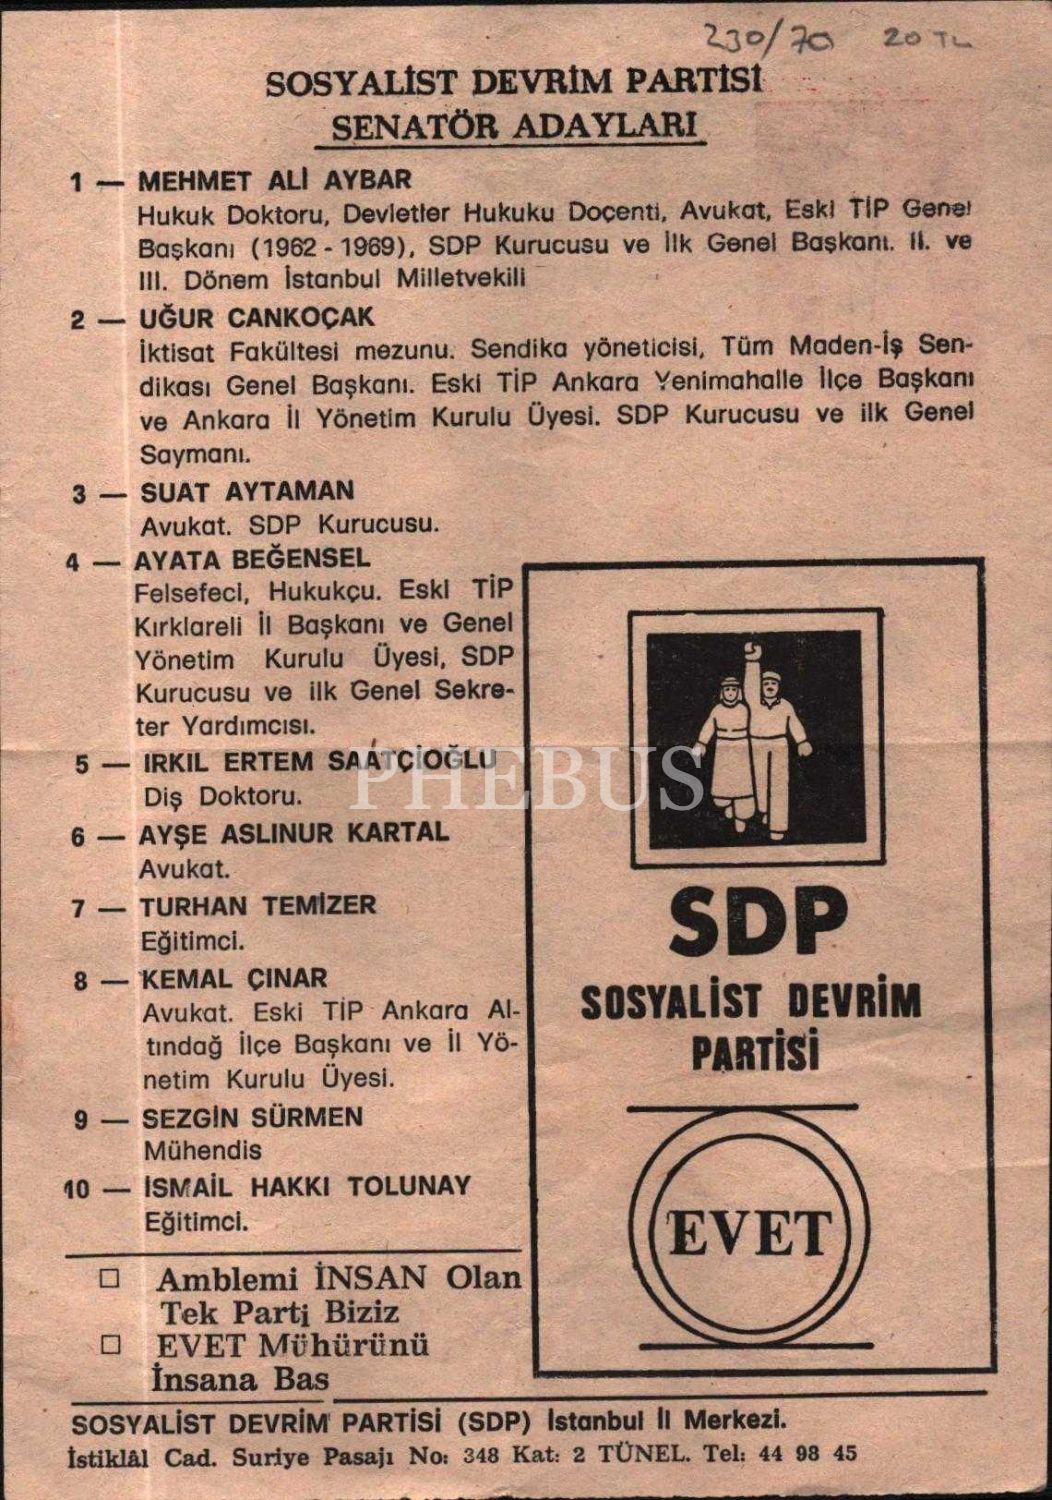 230/70 20 TL
SOSYALİST DEVRİM PARTİSİ
SENATÖR ADAYLARI
1 — MEHMET ALİ AYBAR
Hukuk Doktoru, Devletler Hukuku Doçenti, Avukat, Eski TİP Genel
Başkanı (1962 - 1969), SDP Kurucusu ve İlk Genel Başkanı. II. ve
III. Dönem İstanbul Milletvekili
2 — UĞUR CANKOÇAK
İktisat Fakültesi mezunu. Sendika yöneticisi, Tüm Maden-İş Sen-
dikası Genel Başkanı. Eski TİP Ankara Yenimahalle İlçe Başkanı
ve Ankara İl Yönetim Kurulu Üyesi. SDP Kurucusu ve ilk Genel
Saymanı.
3 — SUAT AYTAMAN
Avukat. SDP Kurucusu.
4 — AYATA BEĞENSEL
Felsefeci, Hukukçu. Eski TİP
Kırklareli İl Başkanı ve Genel
Yönetim Kurulu Üyesi, SDP
Kurucusu ve ilk Genel Sekre-
ter Yardımcısı.
5 — IRKIL ERTEM SAATÇİOĞLU
Diş Doktoru.
6 — AYŞE ASLINUR KARTAL
Avukat.
7 — TURHAN TEMİZER
Eğitimci.
8 — KEMAL ÇINAR
Avukat. Eski TİP Ankara Al-
tındağ İlçe Başkanı ve İl Yö-
netim Kurulu Üyesi.
9 — SEZGİN SÜRMEN
Mühendis
10 — İSMAİL HAKKI TOLUNAY
Eğitimci.
□ Amblemi İNSAN Olan
Tek Parti Biziz
□ EVET Mühürünü
İnsana Bas
SDP
SOSYALİST DEVRİM
PARTİSİ
EVET
SOSYALİST DEVRİM PARTİSİ (SDP) İstanbul İl Merkezi.
İstiklâl Cad. Suriye Pasajı No: 348 Kat: 2 TÜNEL. Tel: 44 98 45
PHEBUS